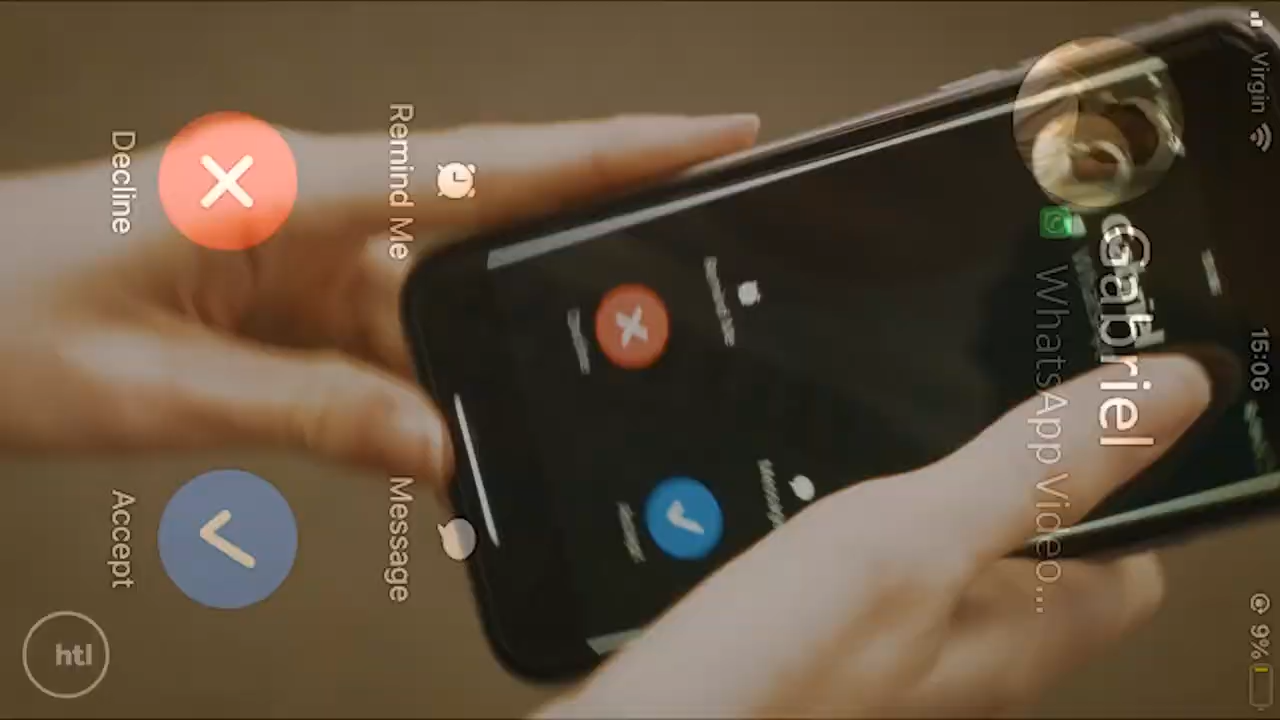 Virgin 15:06 9%
Gabriel
WhatsApp Video...
Remind Me Message
Decline Accept
htl